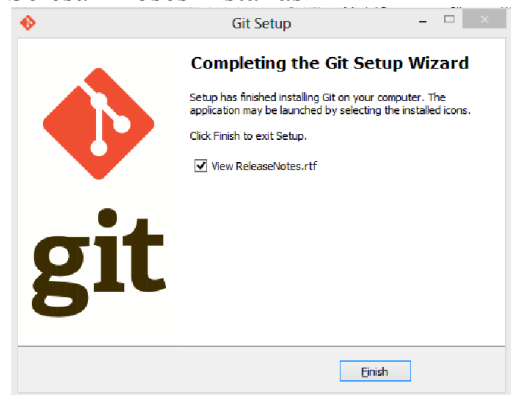 Git Setup
Completing the Git Setup Wizard
Setup has finished installing Git on your computer. The
application may be launched by selecting the installed icons.
Click Finish to exit Setup.
View ReleaseNotes.rtf
git
Finish